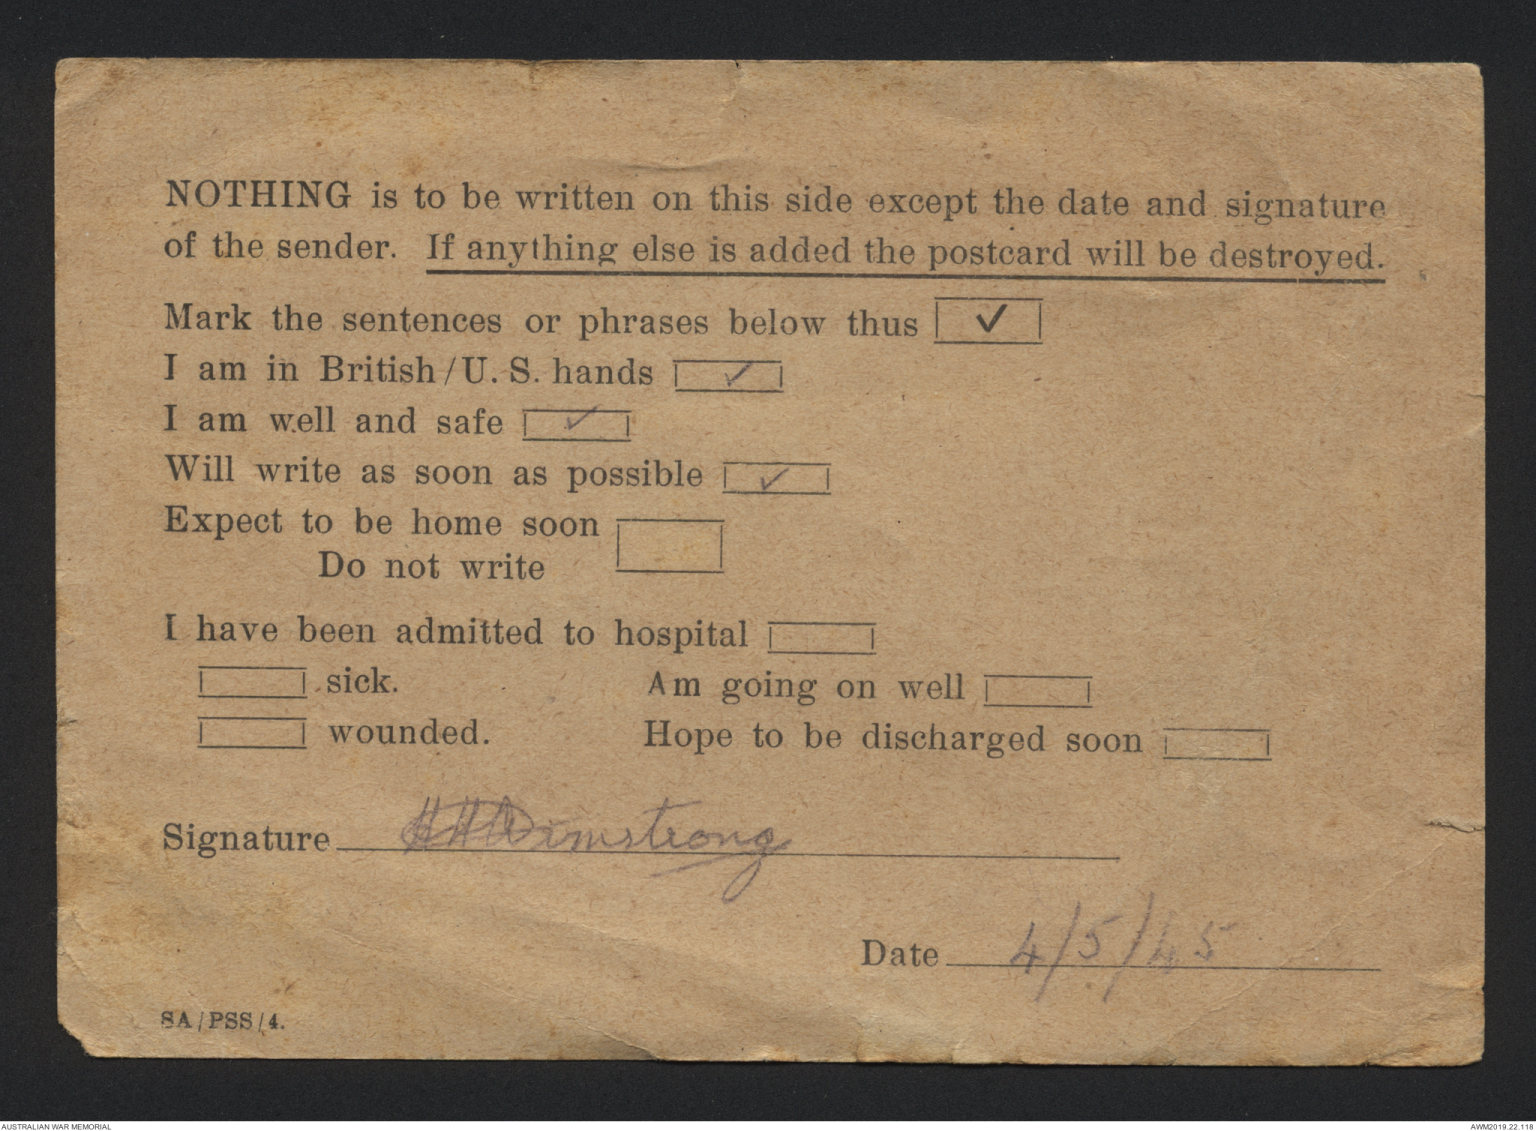 NOTHING is to be written on this side except the date and signature
of the sender. If anything else is added the postcard will be destroyed.
Mark the sentences or phrases below thus ✓
I am in British/U.S. hands ✓
I am well and safe ✓
Will write as soon as possible ✓
Expect to be home soon
Do not write
I have been admitted to hospital
sick. Am going on well
wounded. Hope to be discharged soon
Signature HHArmstrong
Date 4/5/45
SA/PSS/4.
AUSTRALIAN WAR MEMORIAL AWM2019.22.118